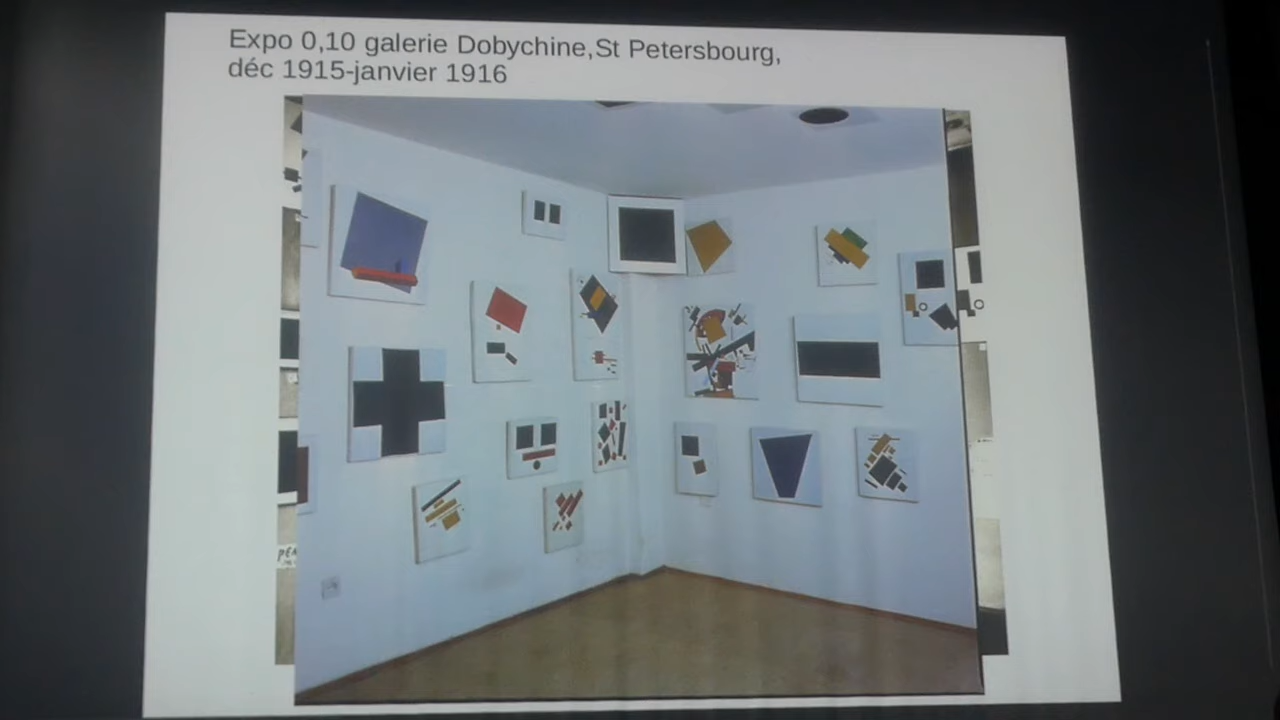 Expo 0,10 galerie Dobychine,St Petersbourg,
déc 1915-janvier 1916